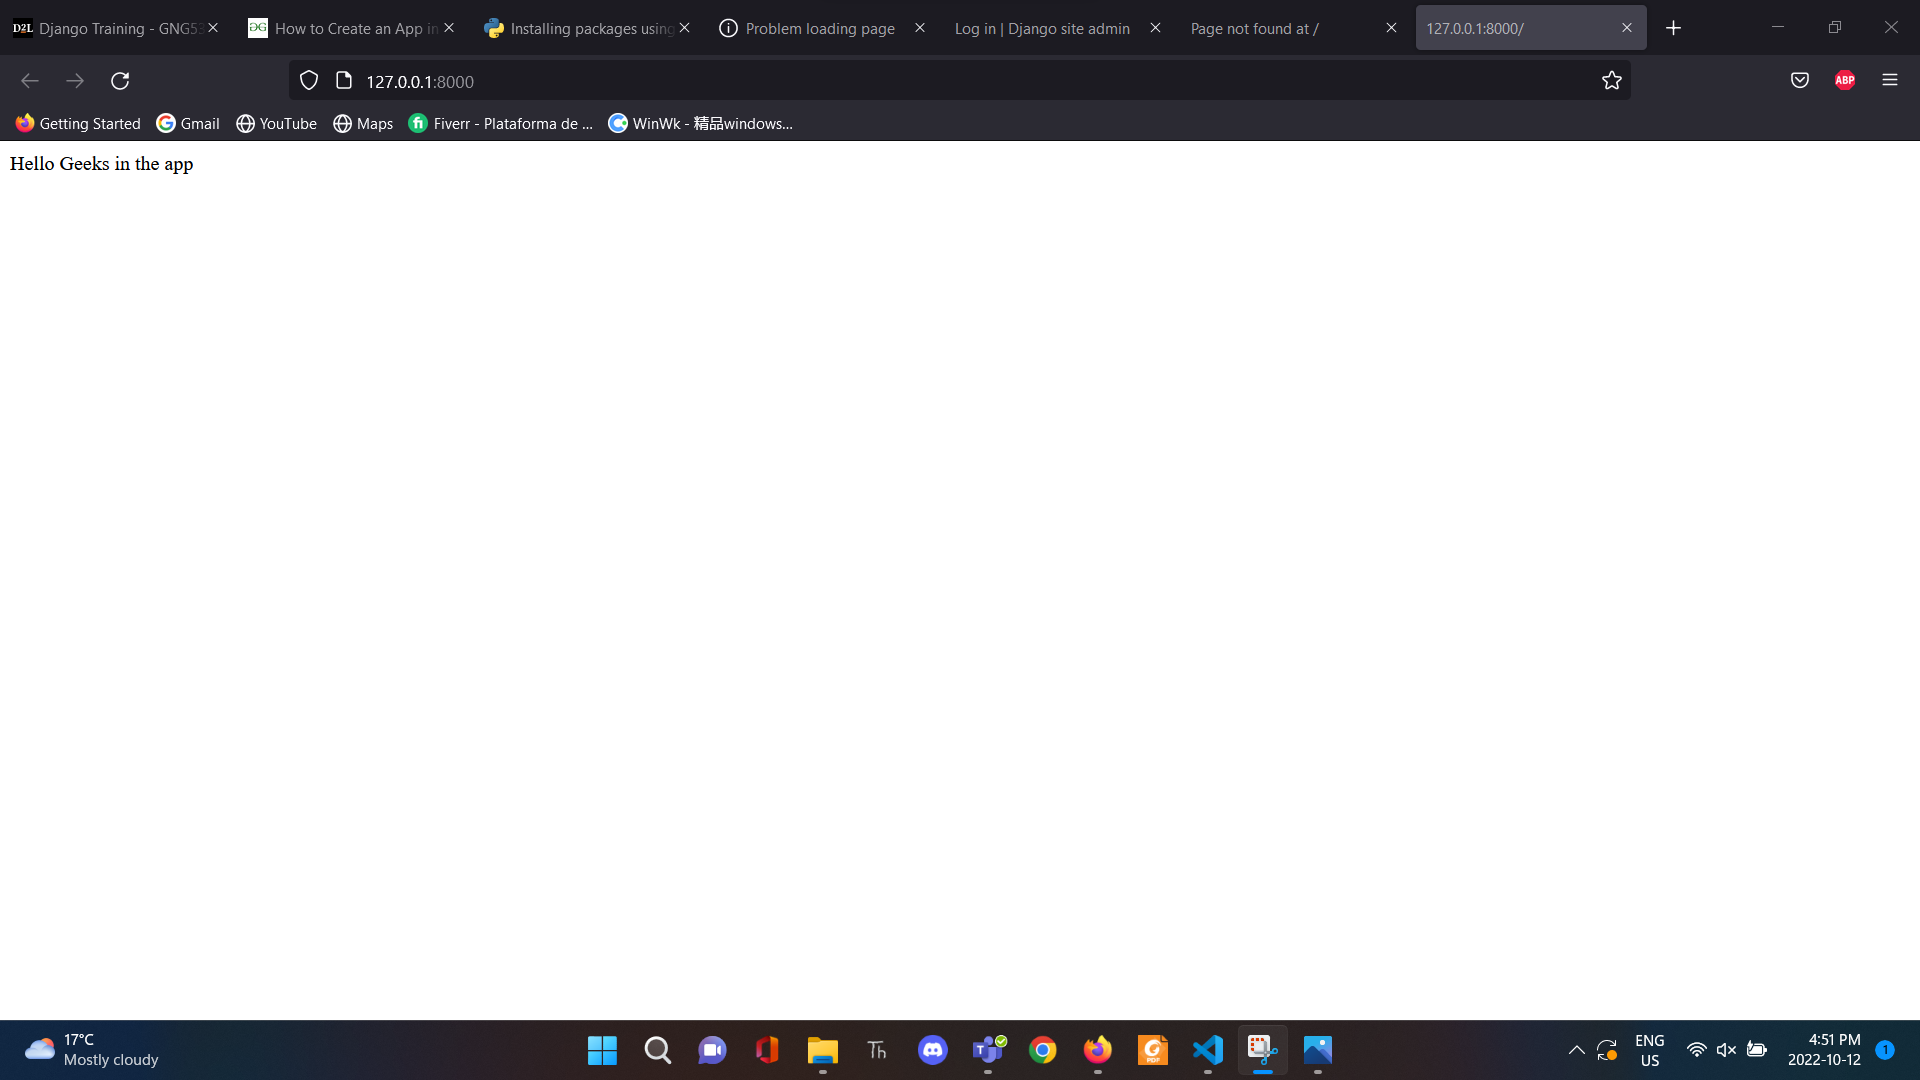 D2L Django Training - GNG53
How to Create an App in
Installing packages using
Problem loading page
Log in | Django site admin
Page not found at /
127.0.0.1:8000/
127.0.0.1:8000
ABP
Getting Started
Gmail
YouTube
Maps
Fiverr - Plataforma de ...
WinWk - 精品windows...
Hello Geeks in the app
17°C
Mostly cloudy
Th
ENG
US
4:51 PM
2022-10-12
1